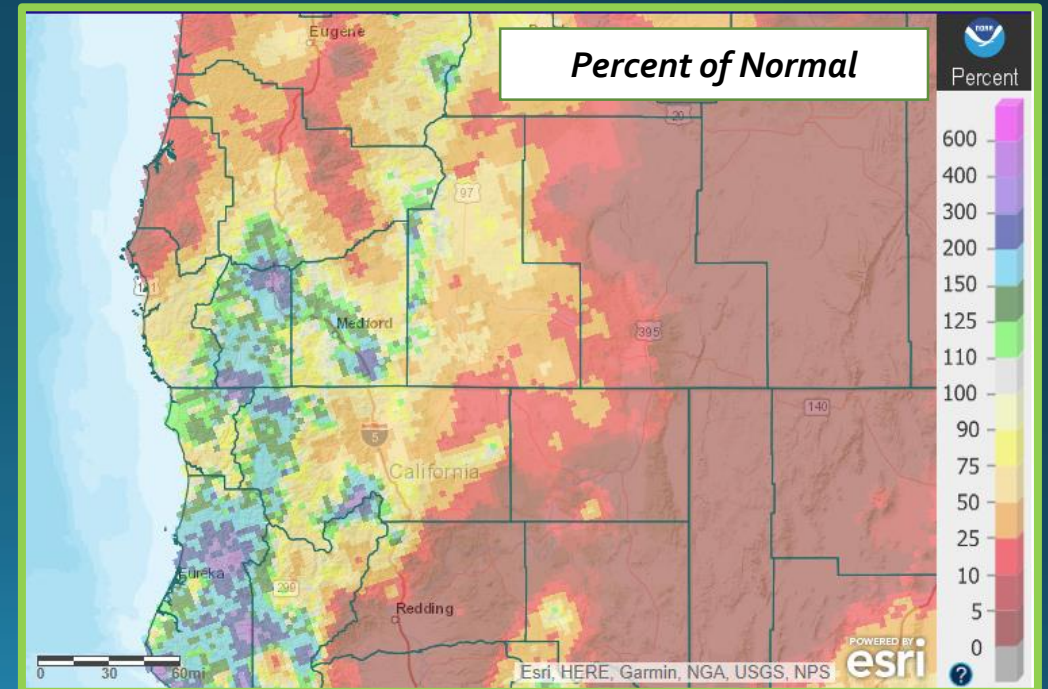 Percent of Normal
NOAA
Percent
600
400
300
200
150
125
110
100
90
75
50
25
10
5
0
?
Eugene
20
97
Medford
395
140
5
California
Eureka
299
Redding
0 30 60mi
Esri, HERE, Garmin, NGA, USGS, NPS
POWERED BY
esri